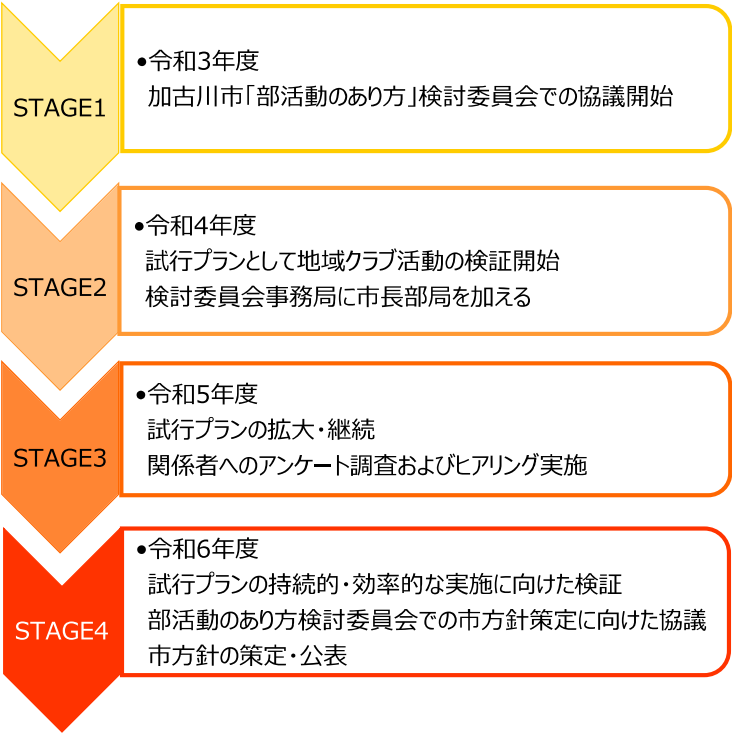 STAGE1
•令和3年度
加古川市「部活動のあり方」検討委員会での協議開始
STAGE2
•令和4年度
試行プランとして地域クラブ活動の検証開始
検討委員会事務局に市長部局を加える
STAGE3
•令和5年度
試行プランの拡大・継続
関係者へのアンケート調査およびヒアリング実施
STAGE4
•令和6年度
試行プランの持続的・効率的な実施に向けた検証
部活動のあり方検討委員会での市方針策定に向けた協議
市方針の策定・公表